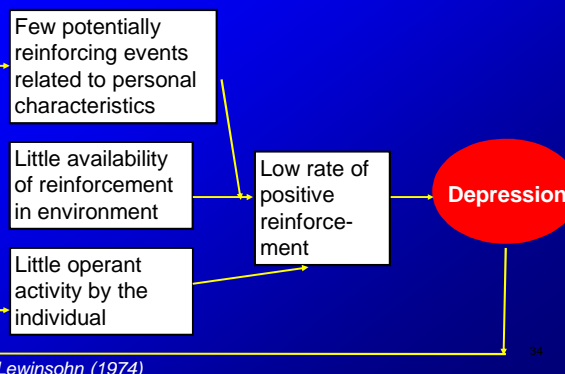 Few potentially
reinforcing events
related to personal
characteristics
Little availability
of reinforcement
in environment
Little operant
activity by the
individual
Low rate of
positive
reinforce-
ment
Depression
34
Lewinsohn (1974)